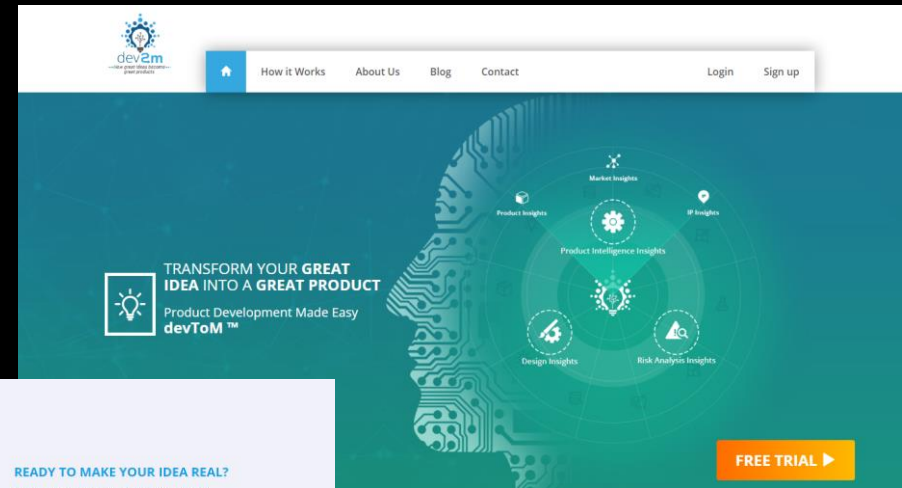 dev2m
How it Works
About Us
Blog
Contact
Login
Sign up
Market Insights
Product Insights
IP Insights
Product Intelligence Insights
TRANSFORM YOUR GREAT
IDEA INTO A GREAT PRODUCT
Product Development Made Easy
devToM ™
Design Insights
Risk Analysis Insights
FREE TRIAL
READY TO MAKE YOUR IDEA REAL?